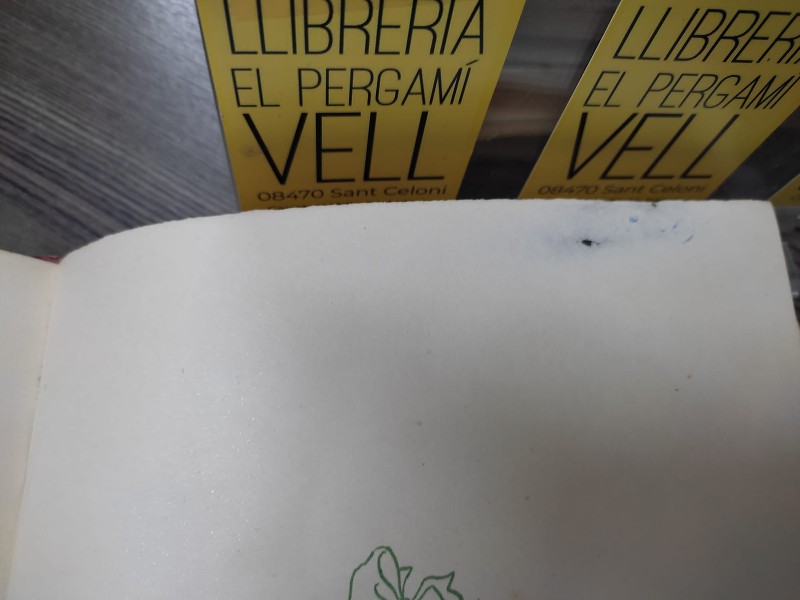 LLIBRERIA
EL PERGAMÍ
VELL
08470 Sant Celoni
LLIBRERIA
EL PERGAMÍ
VELL
08470 Sant Celoni